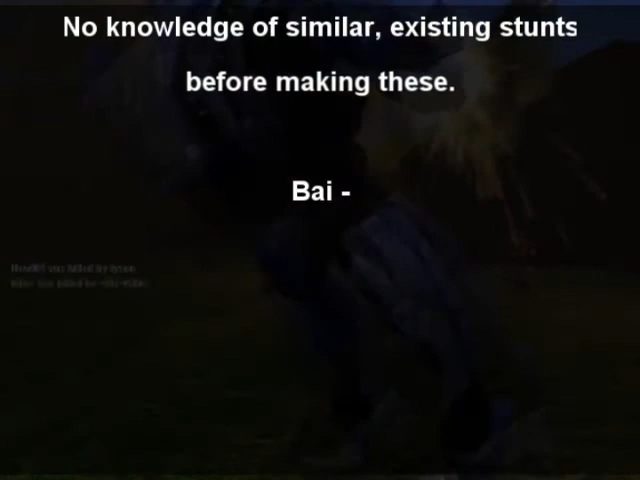 No knowledge of similar, existing stunts
before making these.
Bai -